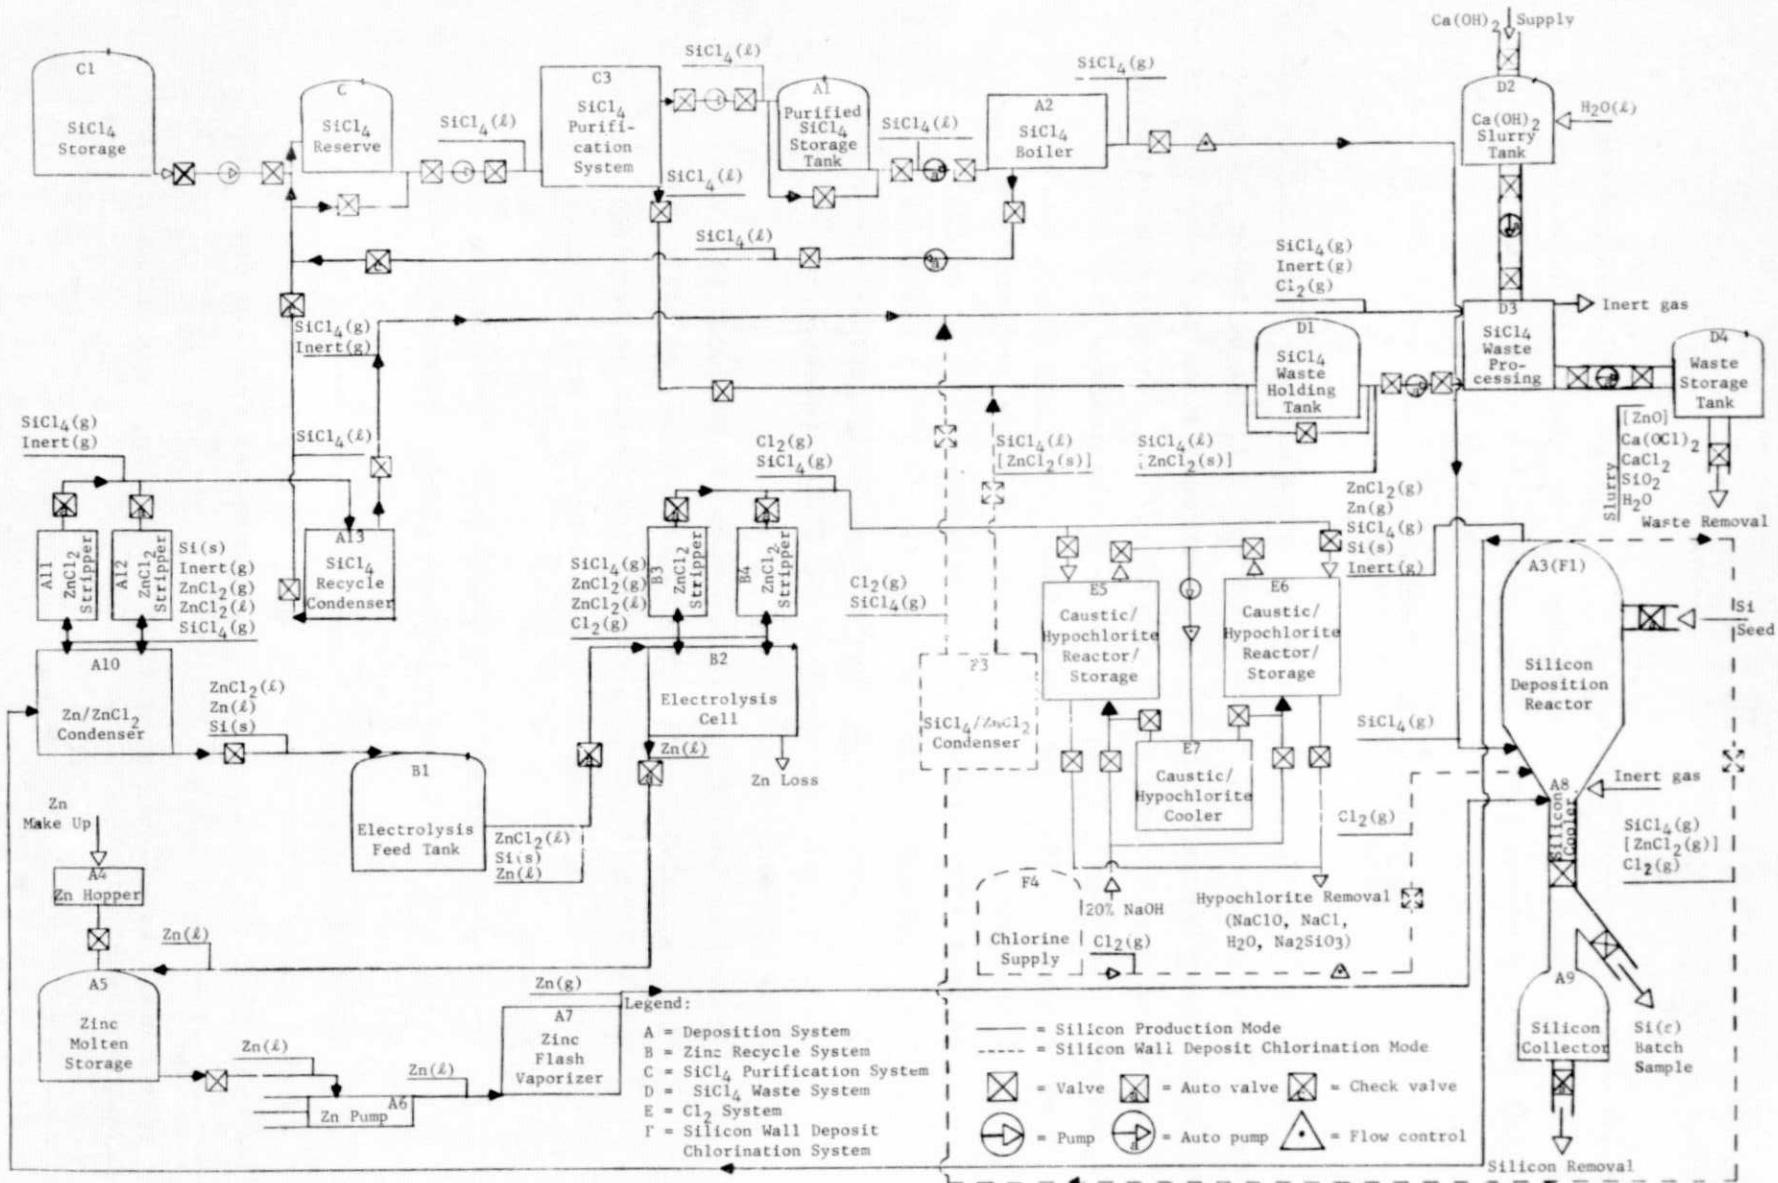 C1
SiCl4
Storage
C
SiCl4
Reserve
SiCl4(ℓ)
C3
SiCl4
Purifi-
cation
System
SiCl4(ℓ)
SiCl4(ℓ)
A1
Purified
SiCl4
Storage
Tank
SiCl4(ℓ)
A2
SiCl4
Boiler
SiCl4(g)
Ca(OH)2 Supply
D2
Ca(OH)2
Slurry
Tank
H2O(ℓ)
SiCl4(ℓ)
SiCl4(g)
Inert(g)
Cl2(g)
Inert gas
D3
SiCl4
Waste
Pro-
cessing
D1
SiCl4
Waste
Holding
Tank
D4
Waste
Storage
Tank
Slurry
[ZnO]
Ca(OCl)2
CaCl2
SiO2
H2O
Waste Removal
SiCl4(g)
Inert(g)
SiCl4(g)
Inert(g)
SiCl4(ℓ)
A11
ZnCl2
Stripper
A12
ZnCl2
Stripper
Si(s)
Inert(g)
ZnCl2(g)
ZnCl2(ℓ)
SiCl4(g)
A13
SiCl4
Recycle
Condenser
Cl2(g)
SiCl4(g)
B3
ZnCl2
Stripper
B4
ZnCl2
Stripper
SiCl4(g)
ZnCl2(g)
ZnCl2(ℓ)
Cl2(g)
SiCl4(ℓ)
[ZnCl2(s)]
SiCl4(ℓ)
[ZnCl2(s)]
Cl2(g)
SiCl4(g)
ZnCl2(g)
Zn(g)
SiCl4(g)
Si(s)
Inert(g)
A10
Zn/ZnCl2
Condenser
ZnCl2(ℓ)
Zn(ℓ)
Si(s)
B1
Electrolysis
Feed Tank
ZnCl2(ℓ)
Si(s)
Zn(ℓ)
B2
Electrolysis
Cell
Zn(ℓ)
Zn Loss
SiCl4/ZnCl2
Condenser
E5
Caustic/
Hypochlorite
Reactor/
Storage
E6
Caustic/
Hypochlorite
Reactor/
Storage
E7
Caustic/
Hypochlorite
Cooler
A3(F1)
Silicon
Deposition
Reactor
Si
Seed
SiCl4(g)
Inert gas
A8
Silicon
Cooler
SiCl4(g)
[ZnCl2(g)]
Cl2(g)
Cl2(g)
F4
Chlorine
Supply
20% NaOH
Cl2(g)
Hypochlorite Removal
(NaClO, NaCl,
H2O, Na2SiO3)
Zn
Make Up
A4
Zn Hopper
Zn(ℓ)
A5
Zinc
Molten
Storage
Zn(ℓ)
A6
Zn Pump
Zn(ℓ)
Zn(g)
A7
Zinc
Flash
Vaporizer
A9
Silicon
Collector
Batch
Sample
Silicon Removal
Legend:
A = Deposition System
B = Zinc Recycle System
C = SiCl4 Purification System
D = SiCl4 Waste System
E = Cl2 System
= Silicon Wall Deposit
Chlorination System
= Silicon Production Mode
= Silicon Wall Deposit Chlorination Mode
= Valve
a = Auto valve
c = Check valve
= Pump
a = Auto pump
= Flow control